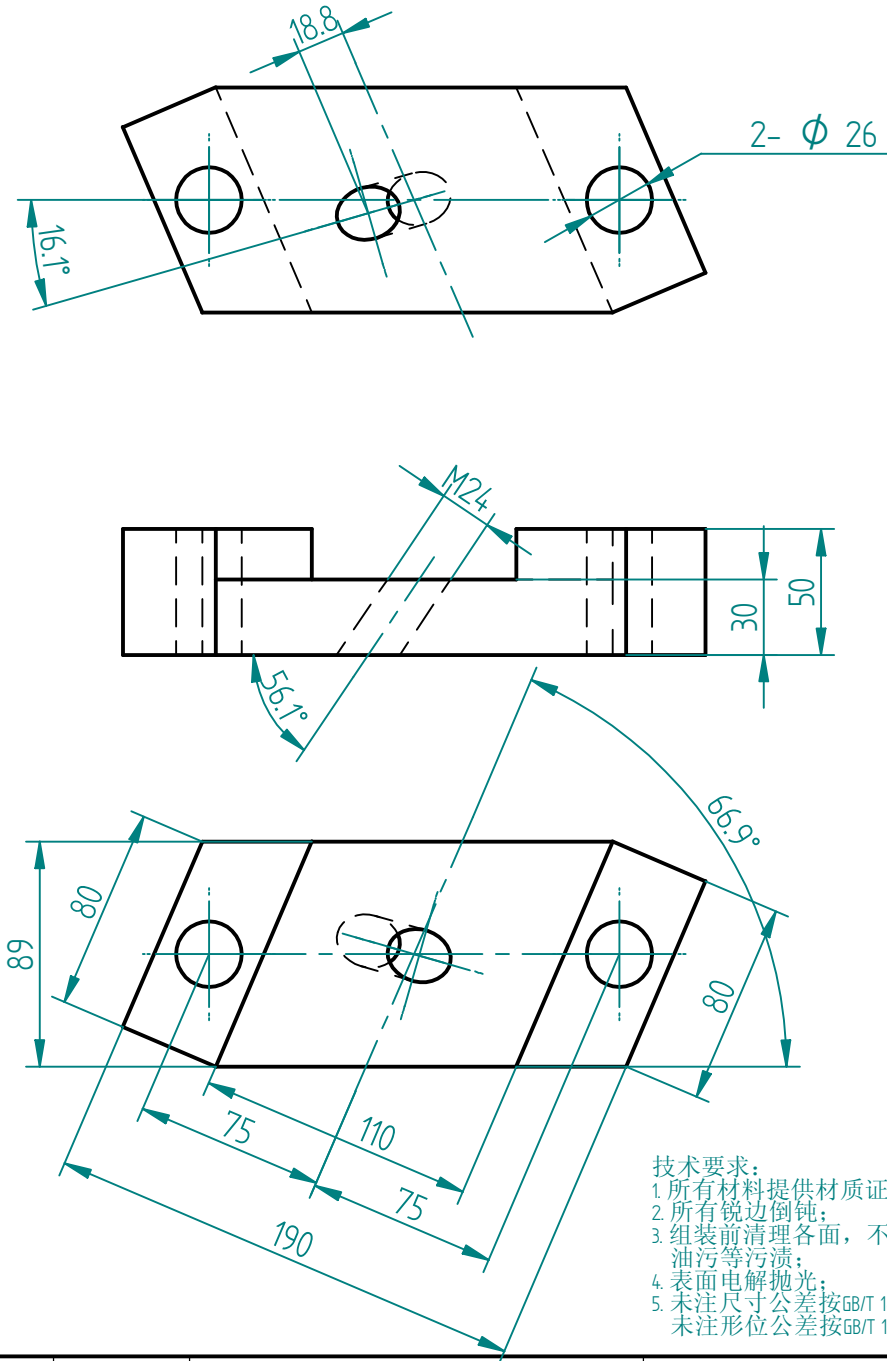 18.8
2- Φ 26
16.1°
M24
50
30
56.1°
66.9°
80
89
80
110
75
75
190
技术要求:
1. 所有材料提供材质证
2. 所有锐边倒钝;
3. 组装前清理各面，不
油污等污渍;
4. 表面电解抛光;
5. 未注尺寸公差按GB/T 1
未注形位公差按GB/T 1